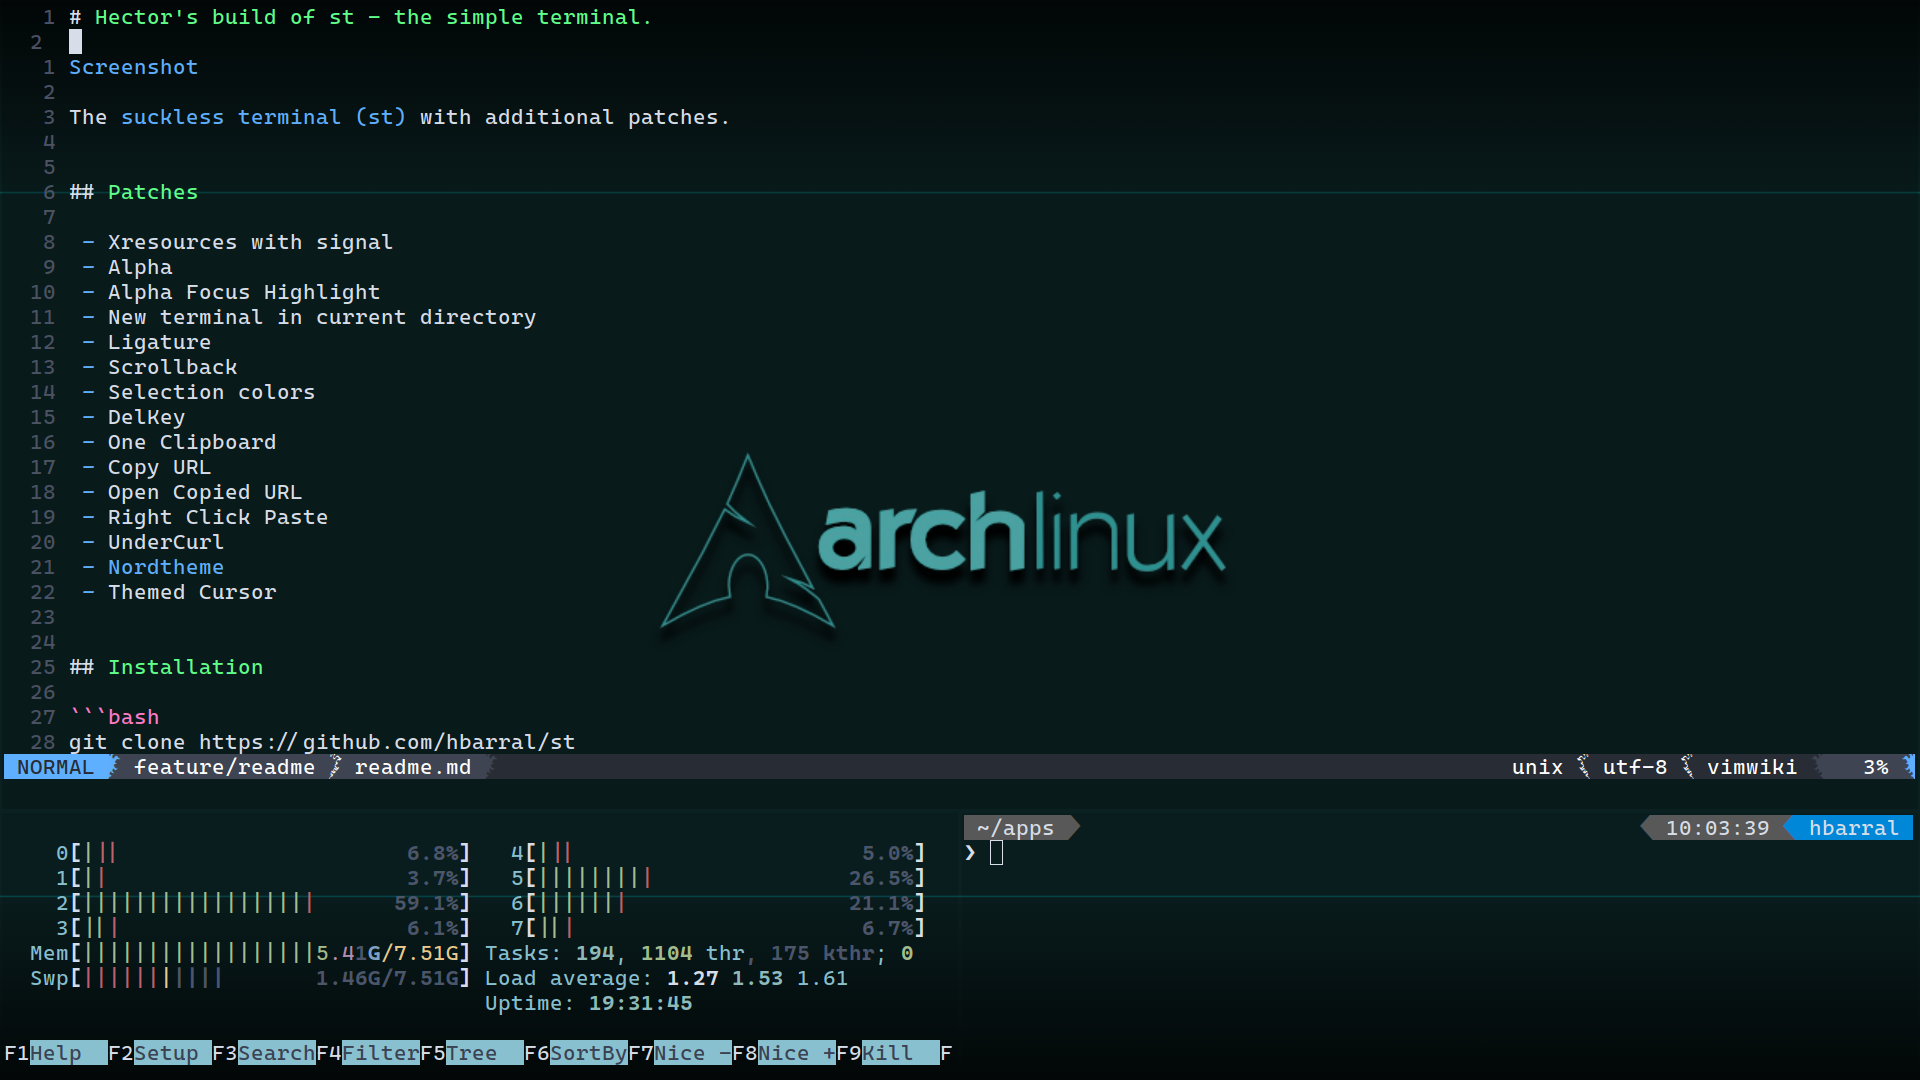 1 # Hector's build of st - the simple terminal.
2
1 Screenshot
2
3 The suckless terminal (st) with additional patches.
4
5
6 ## Patches
7
8 - Xresources with signal
9 - Alpha
10 - Alpha Focus Highlight
11 - New terminal in current directory
12 - Ligature
13 - Scrollback
14 - Selection colors
15 - DelKey
16 - One Clipboard
17 - Copy URL
18 - Open Copied URL
19 - Right Click Paste
20 - UnderCurl
21 - Nordtheme
22 - Themed Cursor
23
24
25 ## Installation
26
27 ```bash
28 git clone https://github.com/hbarral/st
archlinux
NORMAL feature/readme readme.md unix utf-8 vimwiki 3%
~/apps 10:03:39 hbarral
❯
0[||| 6.8%] 4[||| 5.0%]
1[|| 3.7%] 5[||||||||| 26.5%]
2[|||||||||||||||||| 59.1%] 6[||||||| 21.1%]
3[||| 6.1%] 7[||| 6.7%]
Mem[||||||||||||||||||5.41G/7.51G] Tasks: 194, 1104 thr, 175 kthr; 0
Swp[||||||||||| 1.46G/7.51G] Load average: 1.27 1.53 1.61
Uptime: 19:31:45
F1Help F2Setup F3SearchF4FilterF5Tree F6SortByF7Nice -F8Nice +F9Kill F